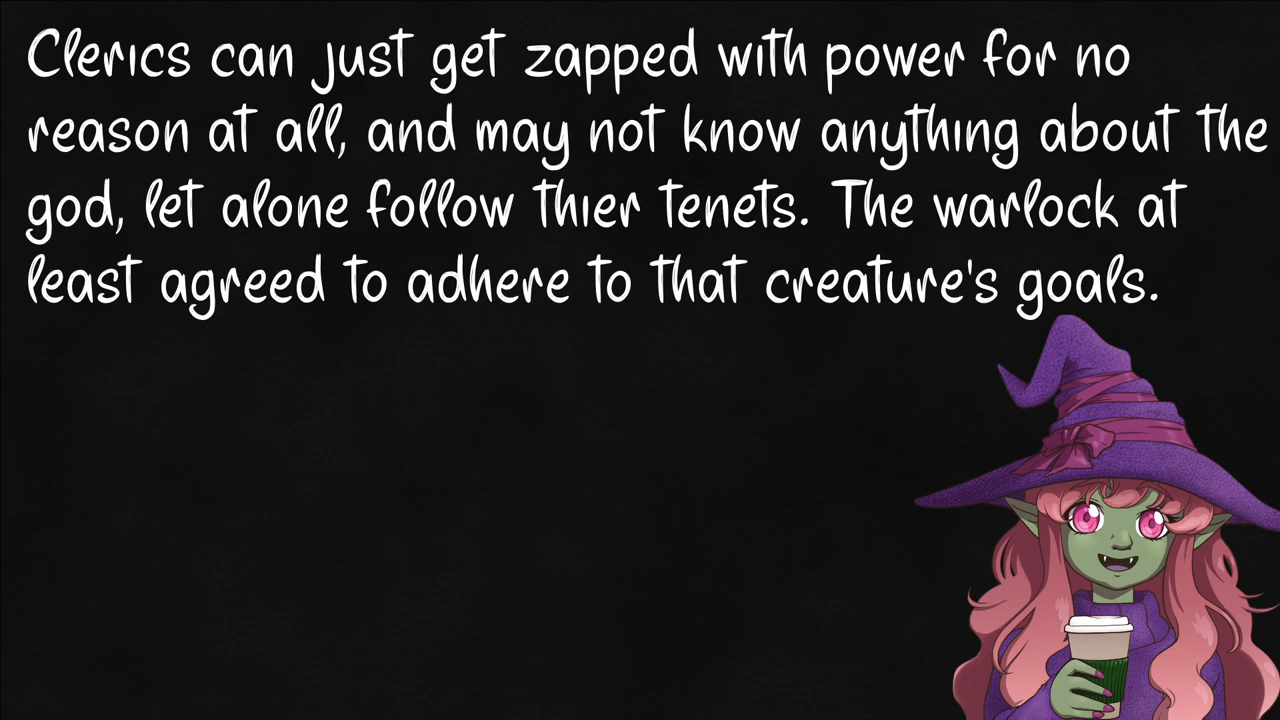 Clerics can just get zapped with power for no
reason at all, and may not know anything about the
god, let alone follow thier tenets. The warlock at
least agreed to adhere to that creature's goals.